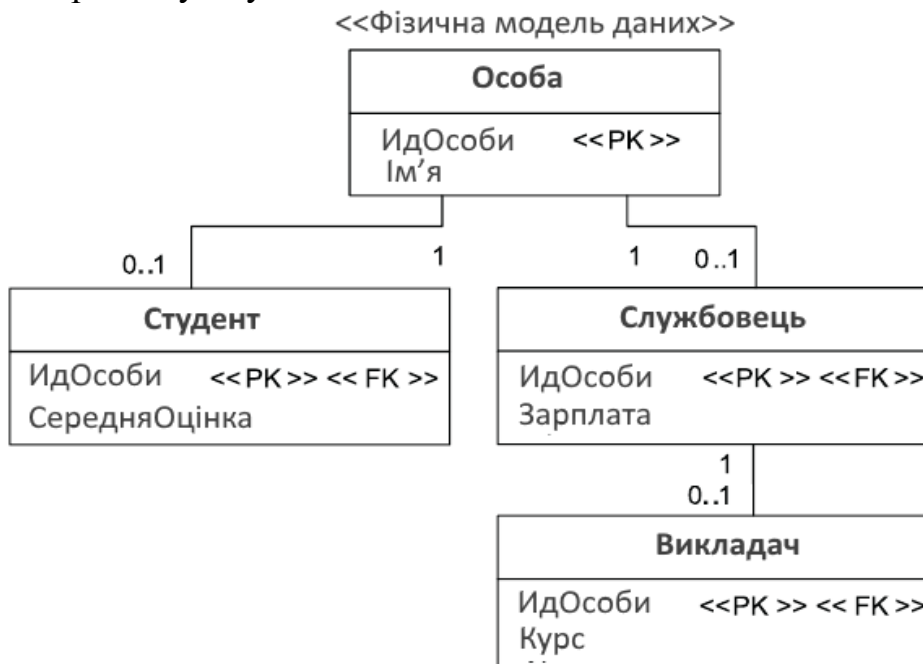 <<Фізична модель даних>>
Особа
ИдОсоби <<PK>>
Ім'я
0..1 1 1 0..1
Студент
ИдОсоби <<PK>> << FK >>
СередняОцінка
Службовець
ИдОсоби <<PK>> <<FK>>
Зарплата
1
0..1
Викладач
ИдОсоби <<PK>> << FK>>
Курс